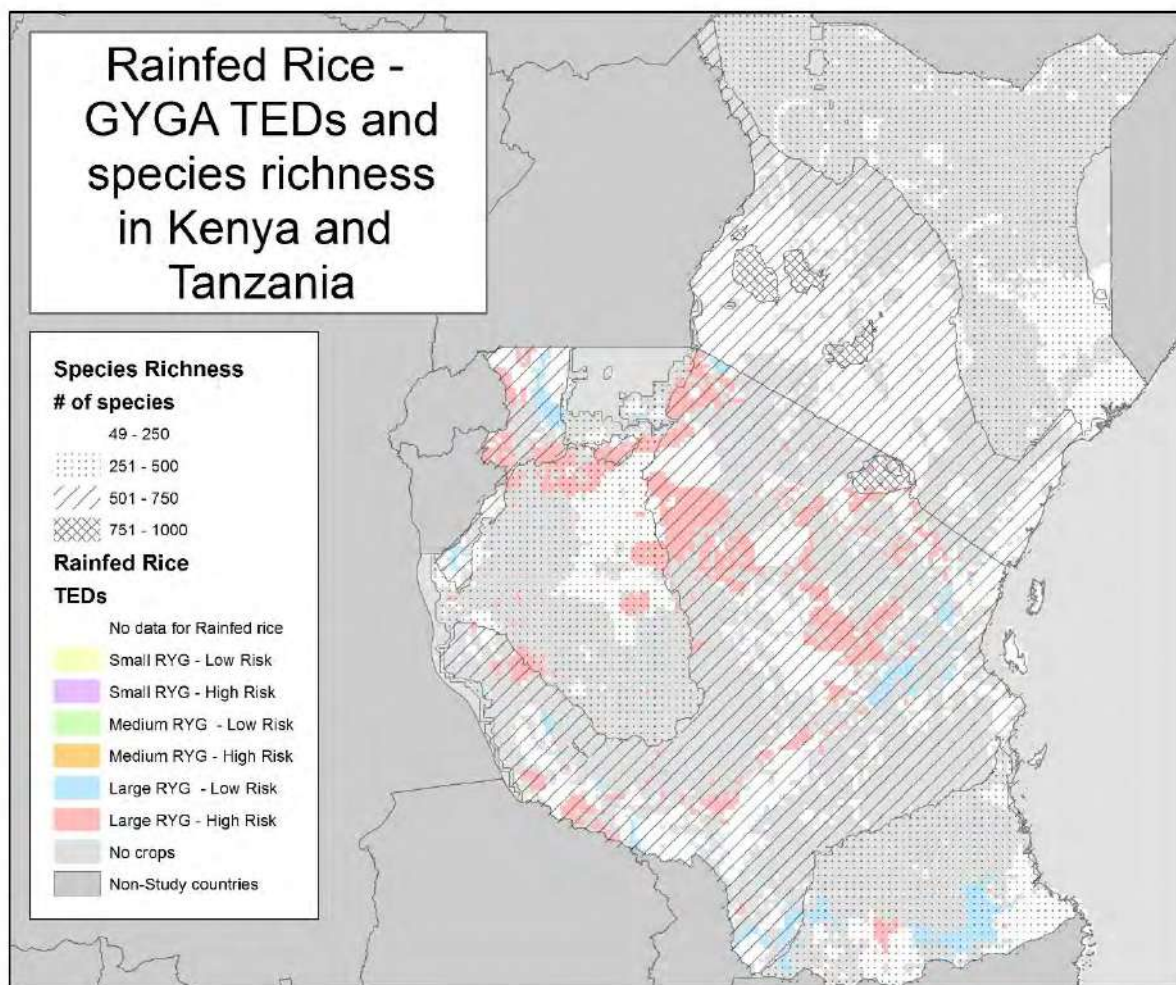 Rainfed Rice -
GYGA TEDs and
species richness
in Kenya and
Tanzania
Species Richness
# of species
49 - 250
251 - 500
501 - 750
751 - 1000
Rainfed Rice
TEDs
No data for Rainfed rice
Small RYG - Low Risk
Small RYG - High Risk
Medium RYG - Low Risk
Medium RYG - High Risk
Large RYG - Low Risk
Large RYG - High Risk
No crops
Non-Study countries